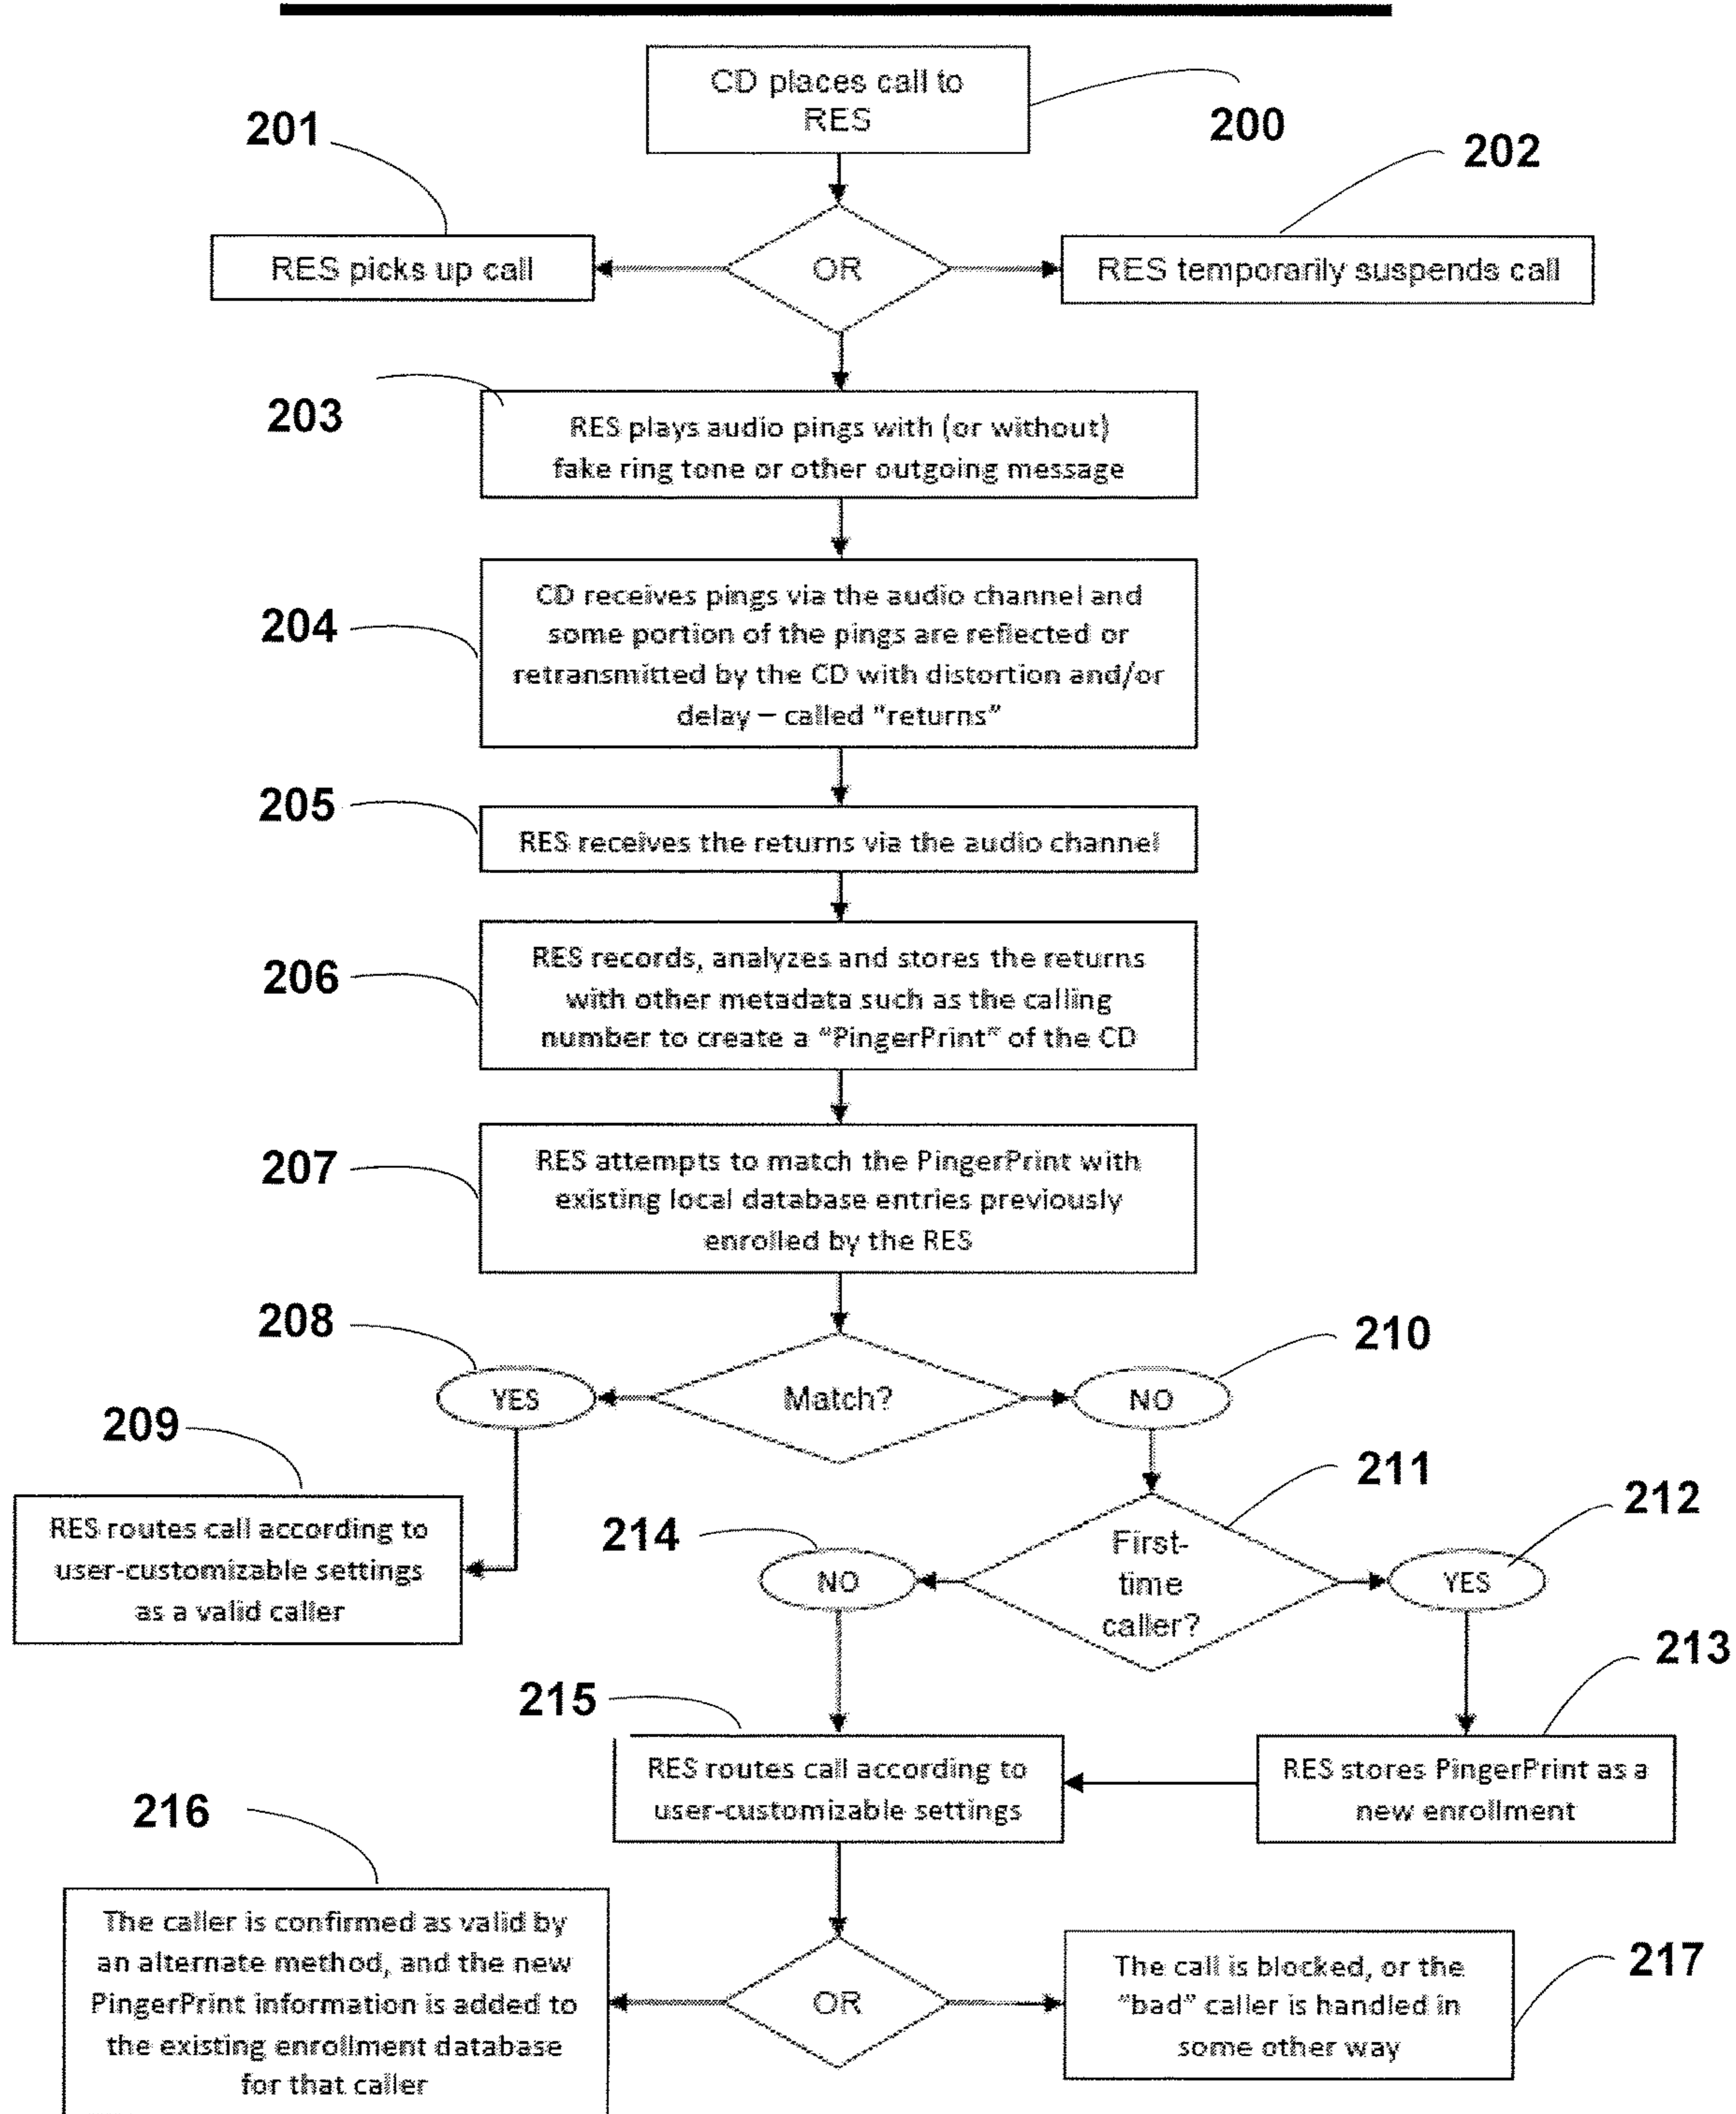 CD places call to
RES
200
201
202
RES picks up call
OR
RES temporarily suspends call
203
RES plays audio pings with (or without)
fake ring tone or other outgoing message
204
CD receives pings via the audio channel and
some portion of the pings are reflected or
retransmitted by the CD with distortion and/or
delay – called "returns"
205
RES receives the returns via the audio channel
206
RES records, analyzes and stores the returns
with other metadata such as the calling
number to create a "PingerPrint" of the CD
207
RES attempts to match the PingerPrint with
existing local database entries previously
enrolled by the RES
208
210
YES
Match?
NO
209
RES routes call according to
user-customizable settings
as a valid caller
211
212
214
NO
First-
time
caller?
YES
213
215
RES routes call according to
user-customizable settings
RES stores PingerPrint as a
new enrollment
216
The caller is confirmed as valid by
an alternate method, and the new
PingerPrint information is added to
the existing enrollment database
for that caller
OR
The call is blocked, or the
"bad" caller is handled in
some other way
217